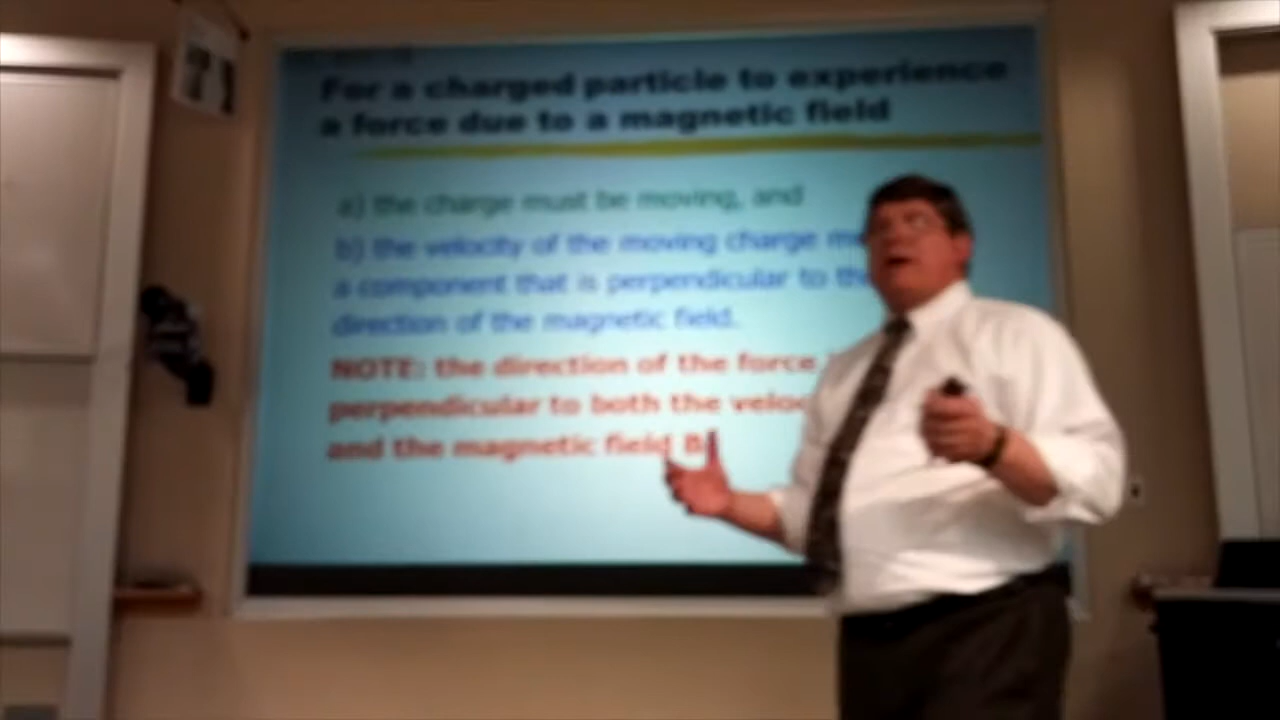 For a charged particle to experience
a force due to a magnetic field
a) the charge must be moving, and
b) the velocity of the moving charge
a component that is perpendicular to the
direction of the magnetic field.
NOTE: the direction of the force
perpendicular to both the
and the magnetic field B